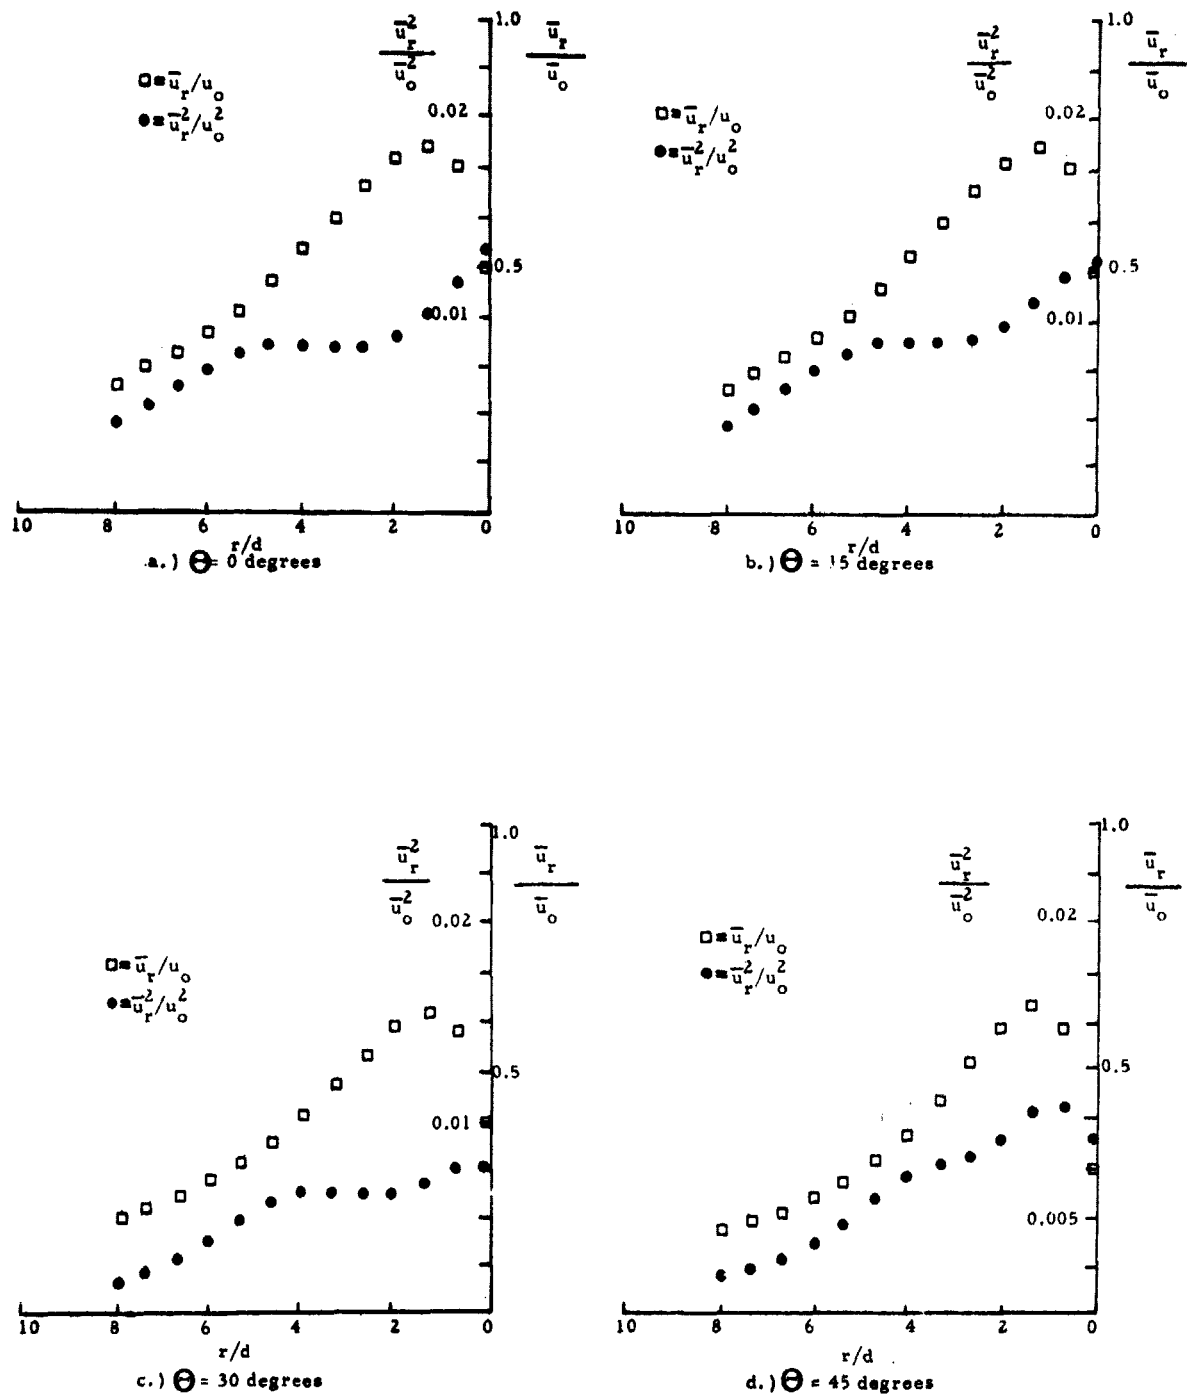 ū_r²/ū_o² ū_r/ū_o 1.0
□ = ū_r/u_o
● = ū_r²/u_o²
0.02
0.5
0.01
10 8 6 4 2 0
r/d
a.) Θ = 0 degrees
ū_r²/ū_o² ū_r/ū_o 1.0
□ = ū_r/u_o
● = ū_r²/u_o²
0.02
0.5
0.01
10 8 6 4 2 0
r/d
b.) Θ = 15 degrees
ū_r²/ū_o² ū_r/ū_o 1.0
□ = ū_r/u_o
● = ū_r²/u_o²
0.02
0.5
0.01
10 8 6 4 2 0
r/d
c.) Θ = 30 degrees
ū_r²/ū_o² ū_r/ū_o 1.0
□ = ū_r/u_o
● = ū_r²/u_o²
0.02
0.5
0.005
10 8 6 4 2 0
r/d
d.) Θ = 45 degrees